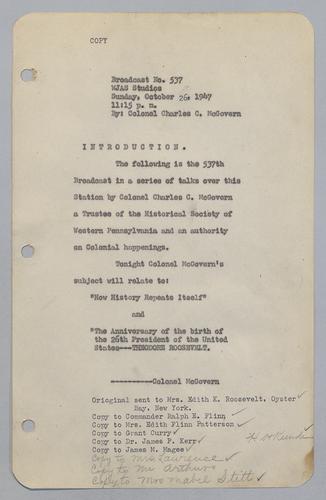 COPY
Broadcast No. 537
WJAS Studios
Sunday, October 26, 1947
11:15 p. m.
By: Colonel Charles C. McGovern
INTRODUCTION.
The following is the 537th
Broadcast in a series of talks over this
Station by Colonel Charles C. McGovern
a Trustee of the Historical Society of
Western Pennsylvania and an authority
on Colonial happenings.
Tonight Colonel McGovern's
subject will relate to:
"How History Repeats Itself"
and
"The Anniversary of the birth of
the 26th President of the United
States---THEODORE ROOSEVELT.
-----------Colonel McGovern
Origional sent to Mrs. Edith K. Roosevelt, Oyster
Bay, New York.
Copy to Commander Ralph E. Flinn
Copy to Mrs. Edith Flinn Patterson
Copy to Grant Curry
Copy to Dr. James P. Kerr
Copy to James M. Magee
Copy to Mrs Lawrence
Copy to Mr Arthurs
Copy to Mabel Stitt